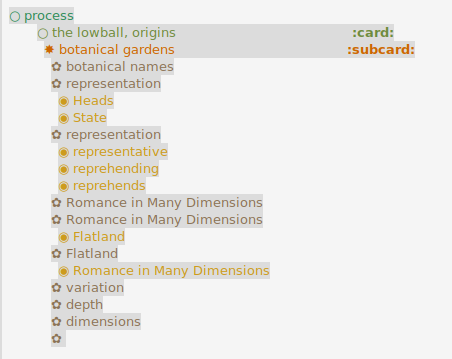 process
the lowball, origins :card:
botanical gardens :subcard:
botanical names
representation
Heads
State
representation
representative
reprehending
reprehends
Romance in Many Dimensions
Romance in Many Dimensions
Flatland
Flatland
Romance in Many Dimensions
variation
depth
dimensions